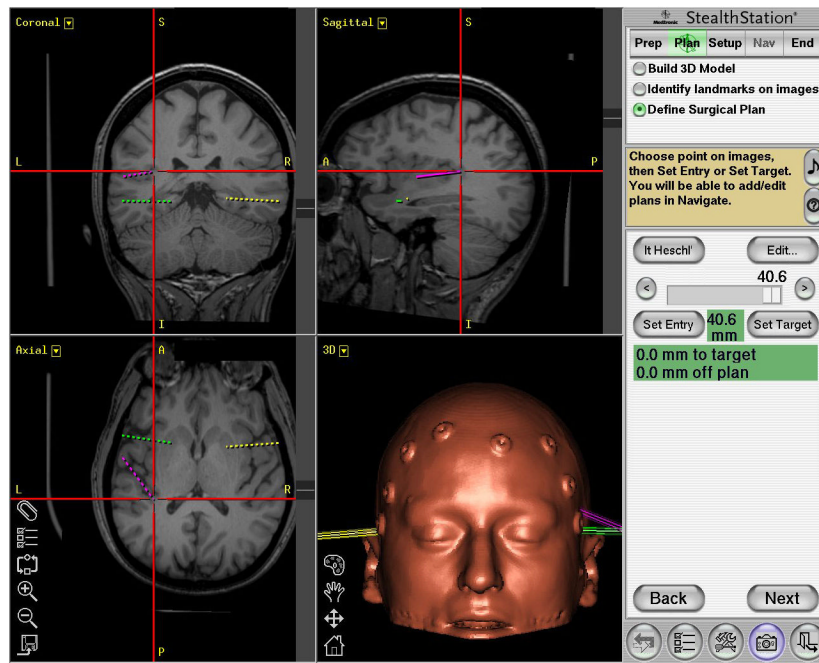 Coronal
S
L
R
I
Sagittal
S
A
P
I
Axial
A
L
R
P
3D
Medtronic
StealthStation®
Prep Plan Setup Nav End
Build 3D Model
Identify landmarks on images
Define Surgical Plan
Choose point on images,
then Set Entry or Set Target.
You will be able to add/edit
plans in Navigate.
lt Heschl'
Edit...
40.6
< >
Set Entry
40.6
mm
Set Target
0.0 mm to target
0.0 mm off plan
Back
Next